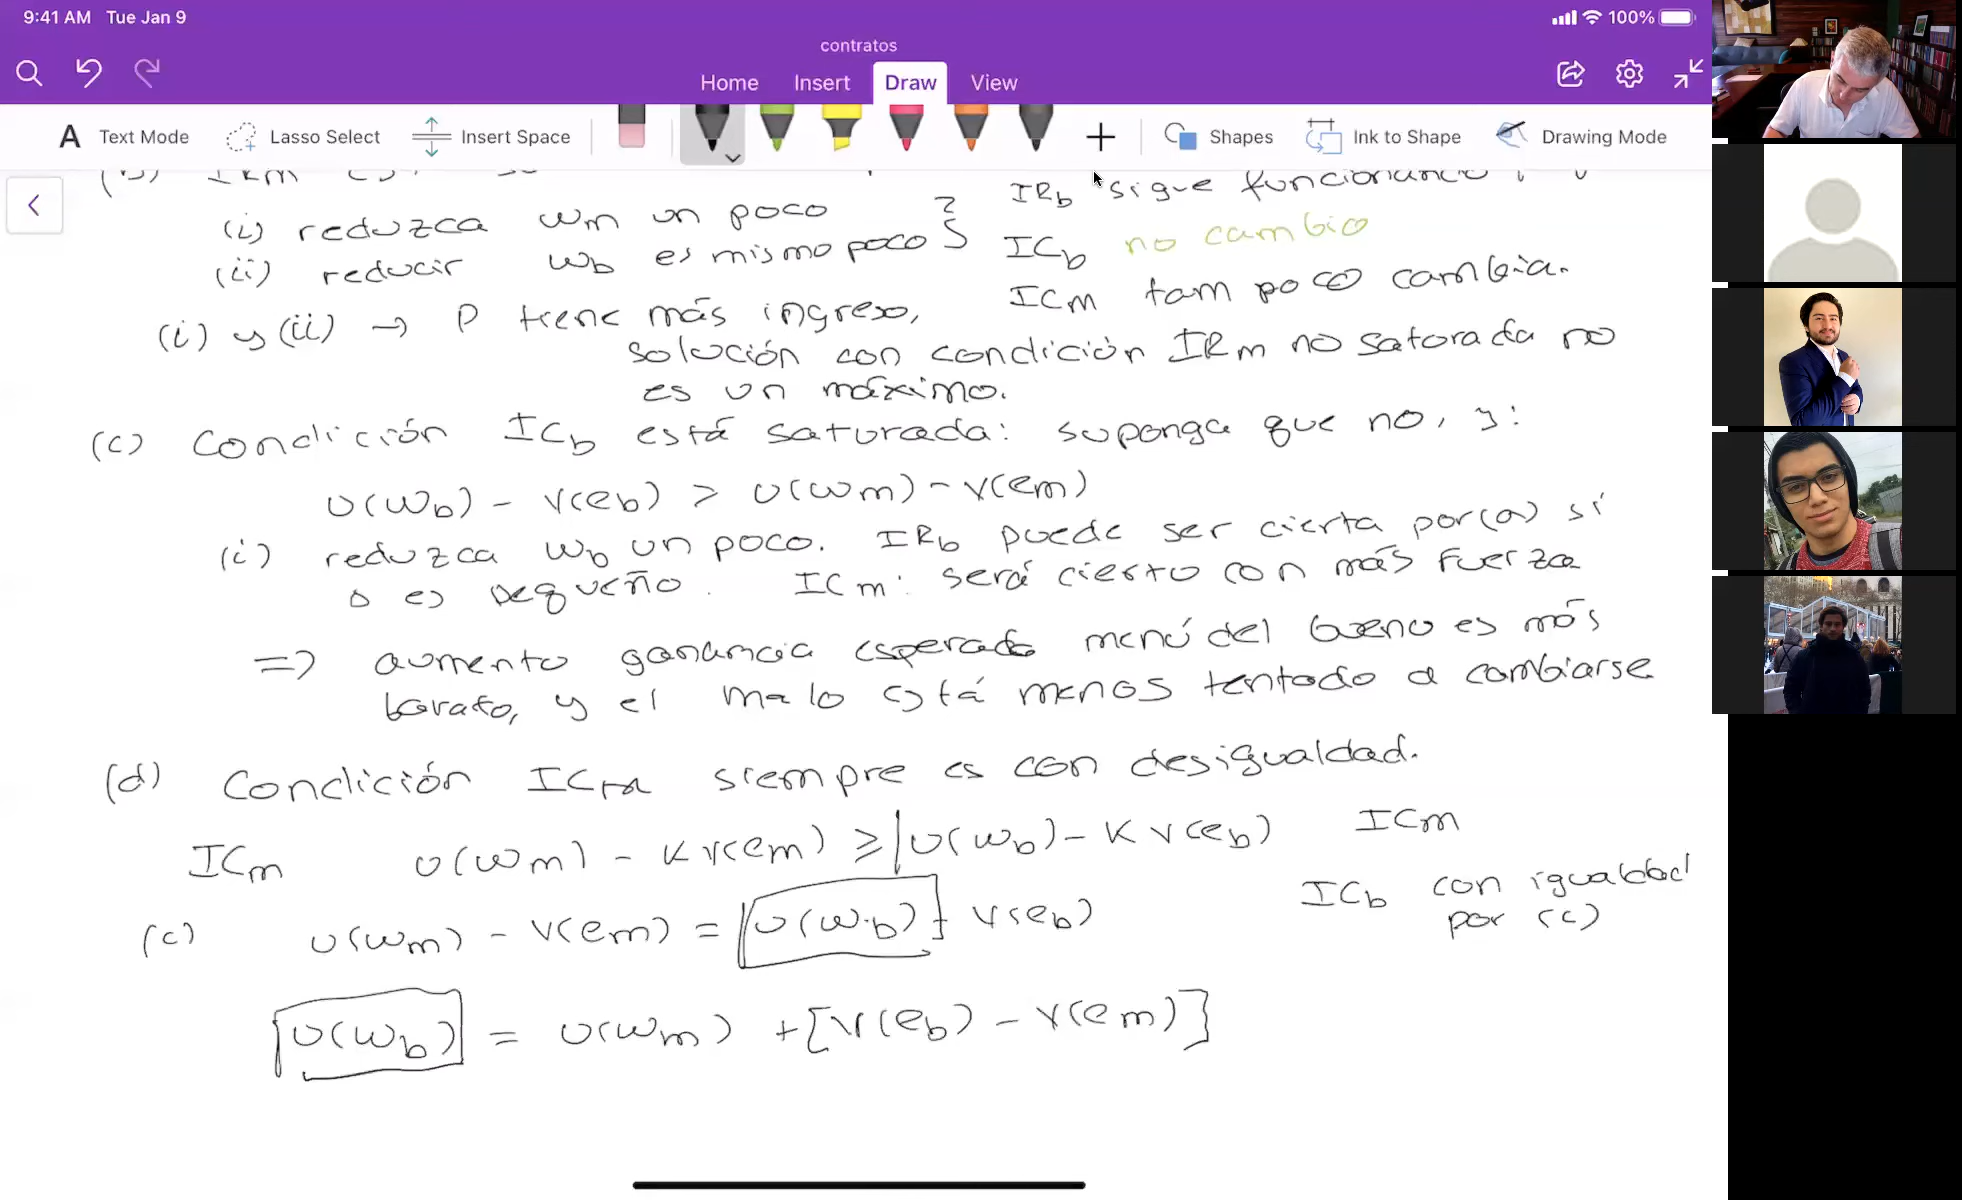 9:41 AM Tue Jan 9
100%
contratos
Home Insert Draw View
Text Mode Lasso Select Insert Space Shapes Ink to Shape Drawing Mode
IRb sigue funcionando
(i) reduzca wm un poco
ICb no cambio
(ii) reducir wb es mismo poco
ICm tam poco cambia.
(i) y (ii) → P tiene más ingreso,
solución con condición IRm no saturada no
es un máximo.
(c) Condición ICb está saturada: suponga que no, y:
U(wb) - V(eb) > U(wm) - V(em)
(i) reduzca wb un poco. IRb puede ser cierta por (a) sí
Δ es pequeño. ICm: será cierto con más fuerza
=> aumento ganancia esperada menú del bueno es más
barato, y el malo está menos tentado a cambiarse
(d) Condición ICm siempre es con desigualdad.
ICm U(wm) - KV(em) ≥ U(wb) - KV(eb) ICm
(c) U(wm) - V(em) = U(wb) - V(eb) ICb con igualdad
por (c)
U(wb) = U(wm) + [V(eb) - V(em)]